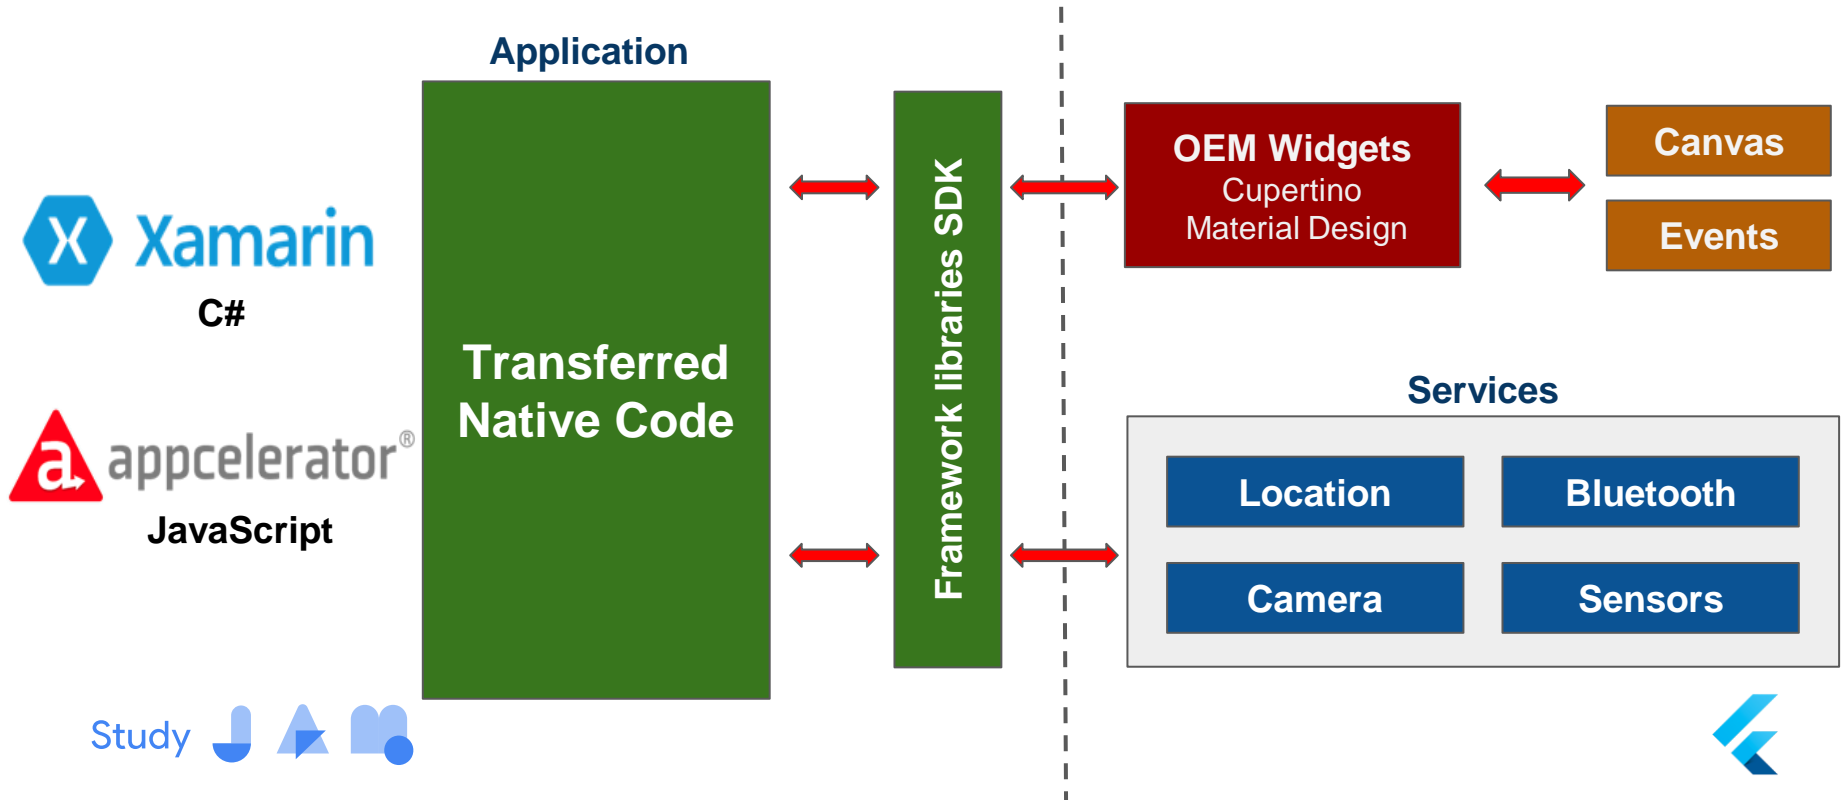 Application
Xamarin
C#
appcelerator®
JavaScript
Transferred
Native Code
Framework libraries SDK
OEM Widgets
Cupertino
Material Design
Canvas
Events
Services
Location
Bluetooth
Camera
Sensors
Study JAM